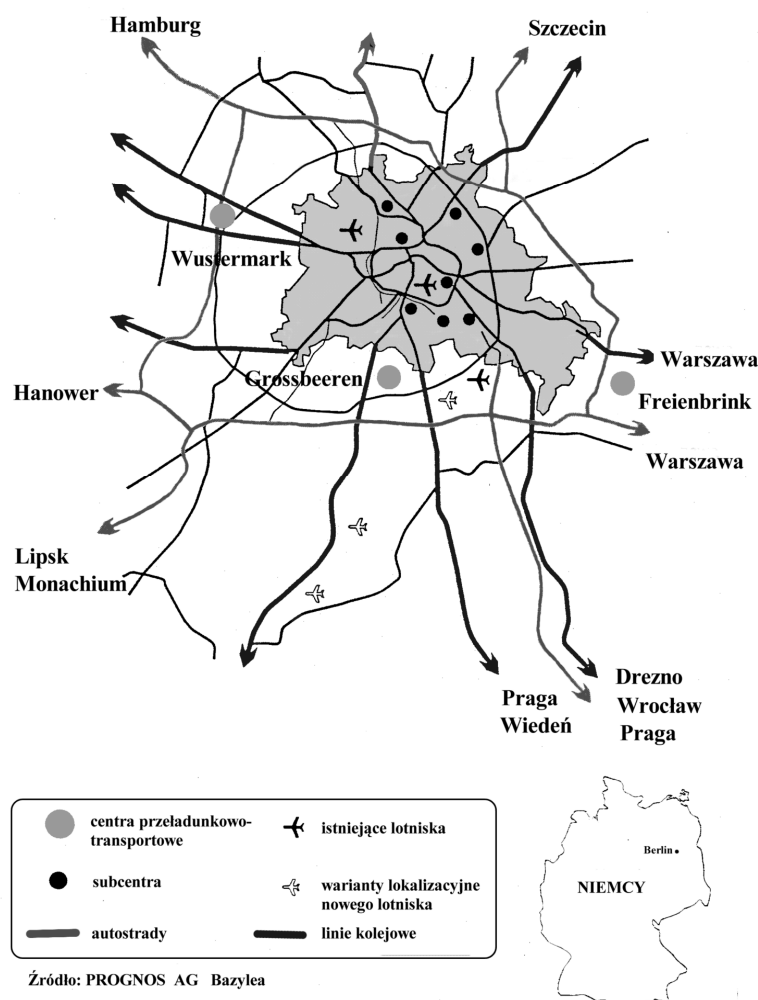 Hamburg
Szczecin
Wustermark
Warszawa
Grossbeeren
Hanower
Freienbrink
Warszawa
Lipsk
Monachium
Praga
Wiedeń
Drezno
Wrocław
Praga
centra przeładunkowo-
transportowe
istniejące lotniska
subcentra
warianty lokalizacyjne
nowego lotniska
autostrady
linie kolejowe
Berlin
NIEMCY
Źródło: PROGNOS AG Bazylea